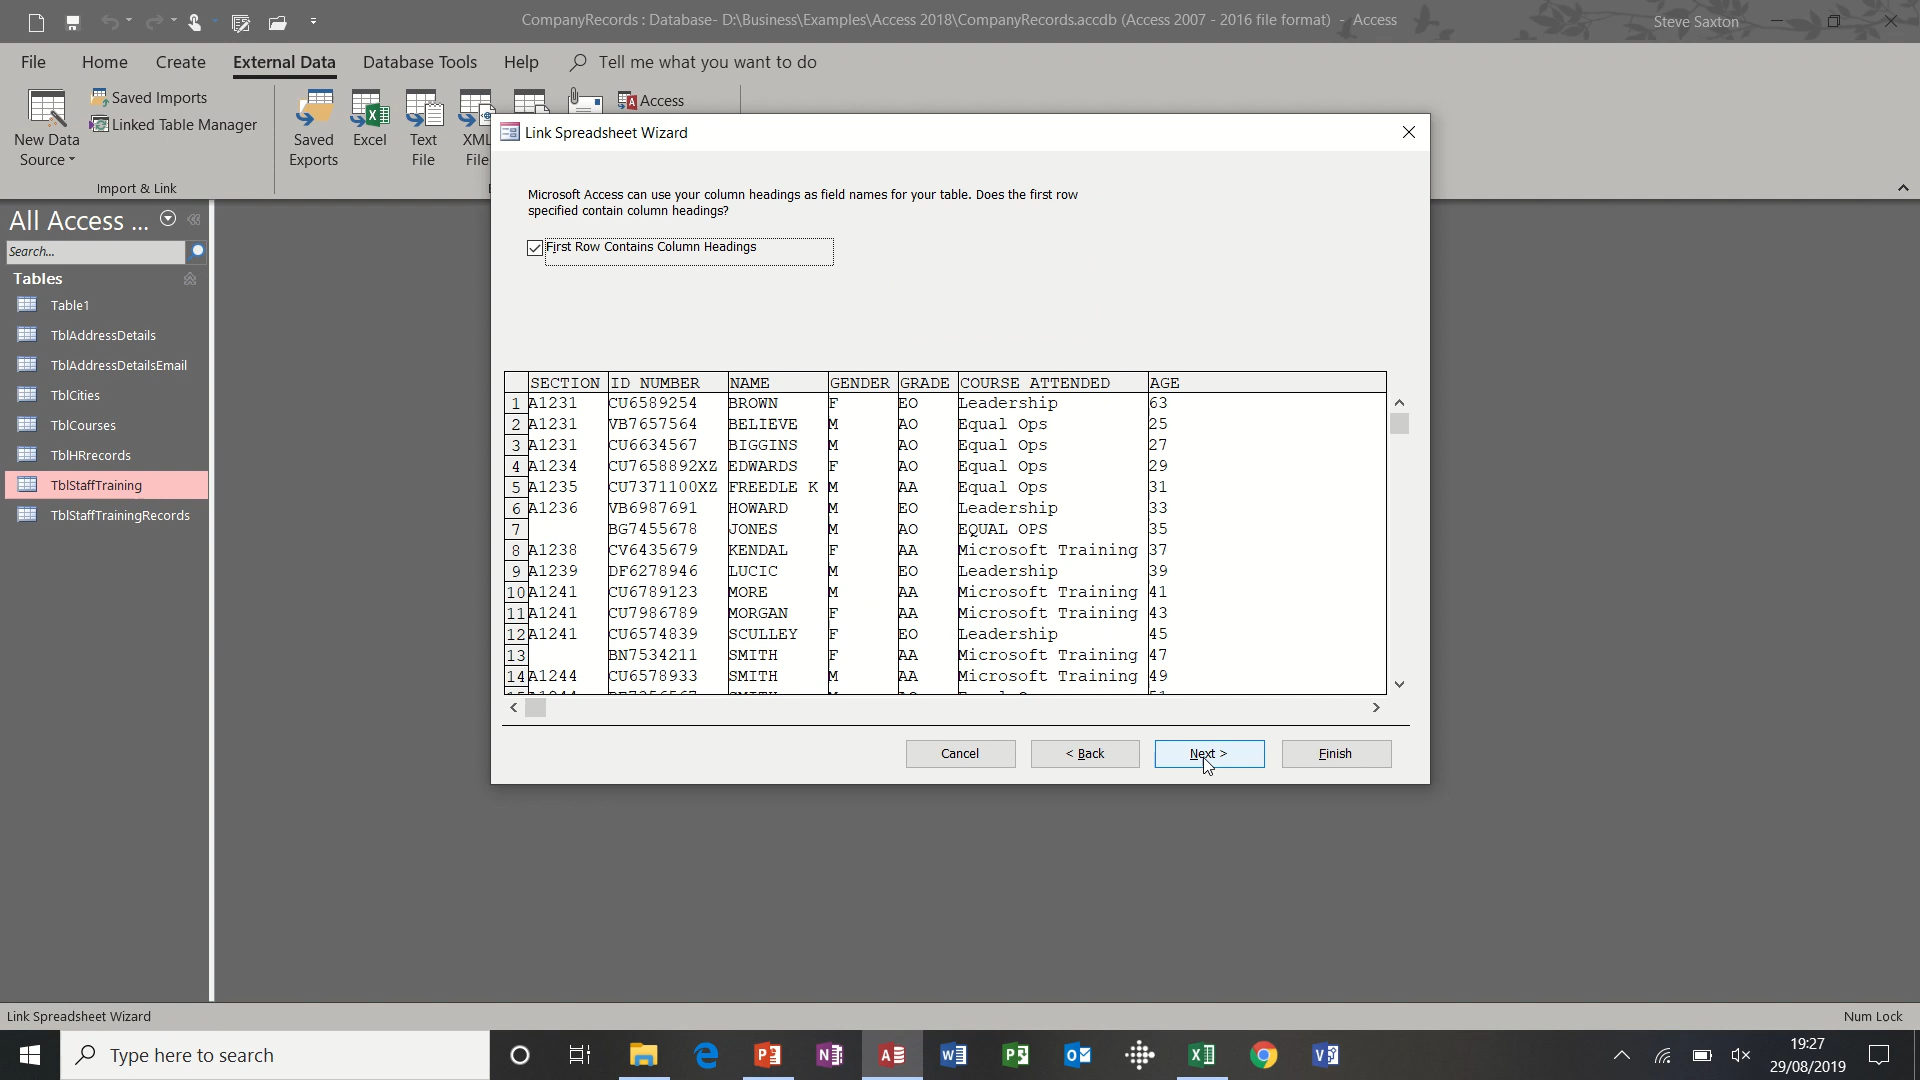 CompanyRecords : Database- D:\Business\Examples\Access 2018\CompanyRecords.accdb (Access 2007 - 2016 file format) - Access
Steve Saxton
File Home Create External Data Database Tools Help Tell me what you want to do
New Data Source
Saved Imports
Linked Table Manager
Import & Link
Saved Exports
Excel
Text File
XML File
Access
All Access ...
Search...
Tables
Table1
TblAddressDetails
TblAddressDetailsEmail
TblCities
TblCourses
TblHRrecords
TblStaffTraining
TblStaffTrainingRecords
Link Spreadsheet Wizard
Microsoft Access can use your column headings as field names for your table. Does the first row
specified contain column headings?
First Row Contains Column Headings
SECTION ID NUMBER NAME GENDER GRADE COURSE ATTENDED AGE
1 A1231 CU6589254 BROWN F EO Leadership 63
2 A1231 VB7657564 BELIEVE M AO Equal Ops 25
3 A1231 CU6634567 BIGGINS M AO Equal Ops 27
4 A1234 CU7658892XZ EDWARDS F AO Equal Ops 29
5 A1235 CU7371100XZ FREEDLE K M AA Equal Ops 31
6 A1236 VB6987691 HOWARD M EO Leadership 33
7 BG7455678 JONES M AO EQUAL OPS 35
8 A1238 CV6435679 KENDAL F AA Microsoft Training 37
9 A1239 DF6278946 LUCIC M EO Leadership 39
10 A1241 CU6789123 MORE M AA Microsoft Training 41
11 A1241 CU7986789 MORGAN F AA Microsoft Training 43
12 A1241 CU6574839 SCULLEY F EO Leadership 45
13 BN7534211 SMITH F AA Microsoft Training 47
14 A1244 CU6578933 SMITH M AA Microsoft Training 49
Cancel
< Back
Next >
Finish
Link Spreadsheet Wizard
Num Lock
Type here to search
19:27
29/08/2019